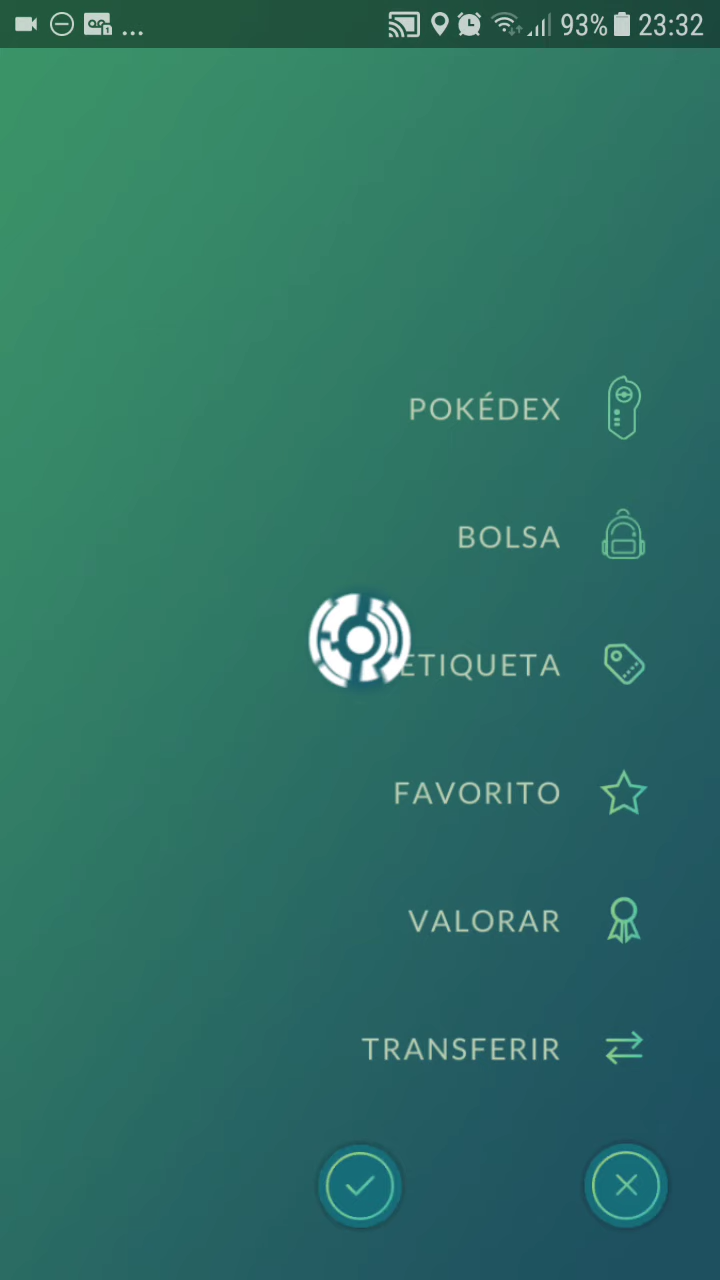 ... 93% 23:32
POKÉDEX
BOLSA
ETIQUETA
FAVORITO
VALORAR
TRANSFERIR